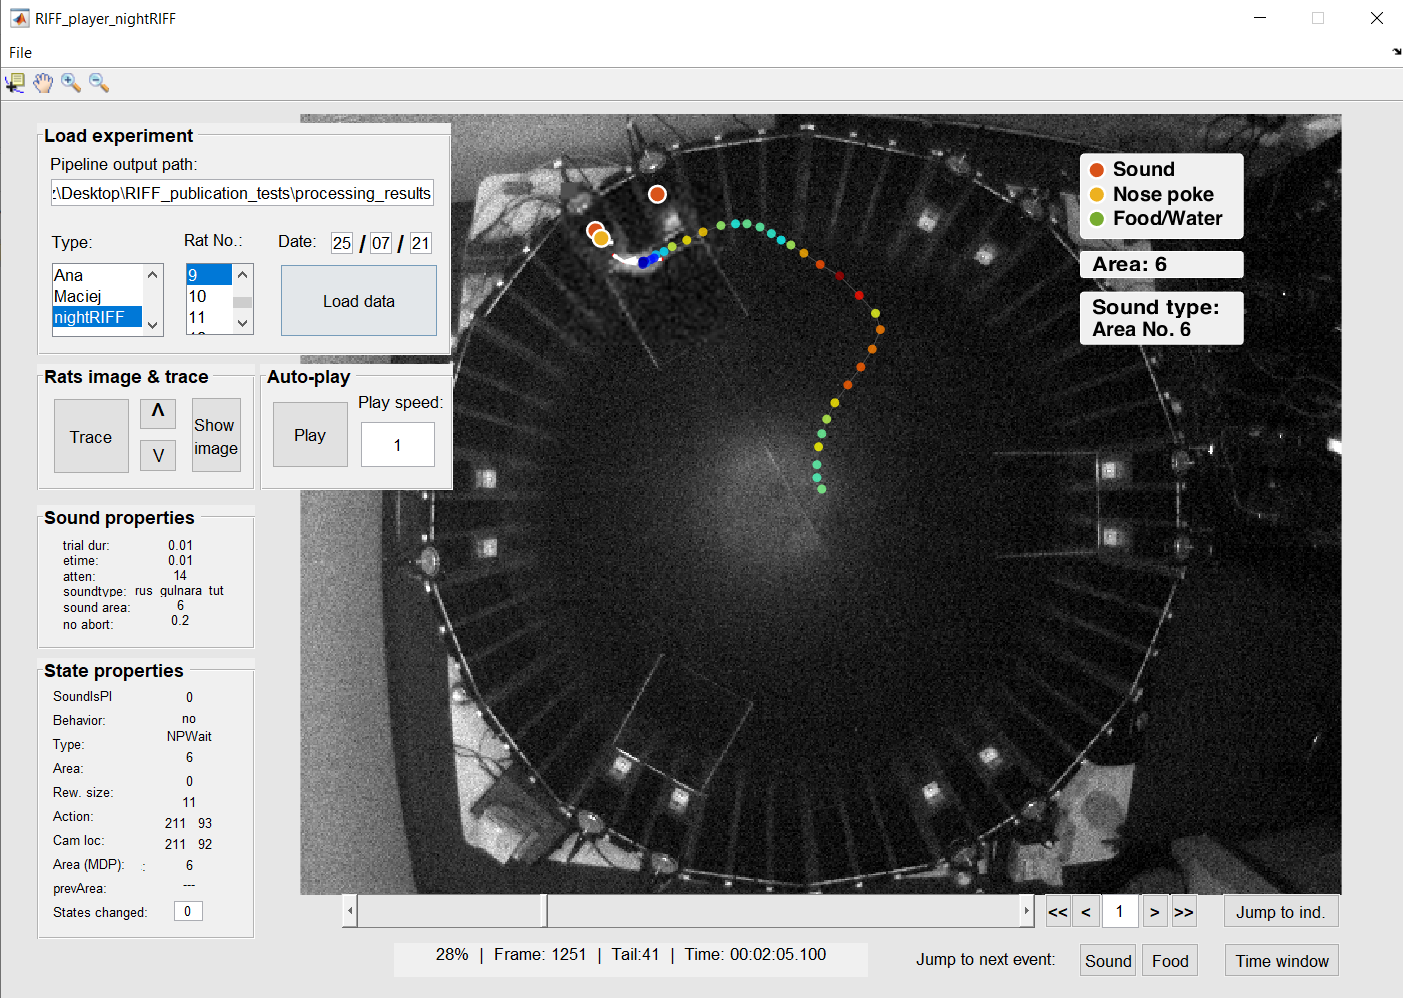 RIFF_player_nightRIFF
File
Load experiment
Pipeline output path:
z\Desktop\RIFF_publication_tests\processing_results
Type:
Rat No.:
Date: 25 / 07 / 21
Ana
Maciej
nightRIFF
9
10
11
Load data
Rats image & trace
Trace
Λ
V
Show image
Auto-play
Play
Play speed:
1
Sound properties
trial dur: 0.01
etime: 0.01
atten: 14
soundtype: rus_gulnara_tut
sound area: 6
no abort: 0.2
State properties
SoundIsPl 0
Behavior: no
Type: NPWait
Area: 6
Rew. size: 0
Action: 11
Cam loc: 211 93
211 92
Area (MDP): : 6
prevArea: ---
States changed: 0
Sound
Nose poke
Food/Water
Area: 6
Sound type:
Area No. 6
<< < 1 > >>
Jump to ind.
28% | Frame: 1251 | Tail:41 | Time: 00:02:05.100
Jump to next event: Sound Food
Time window